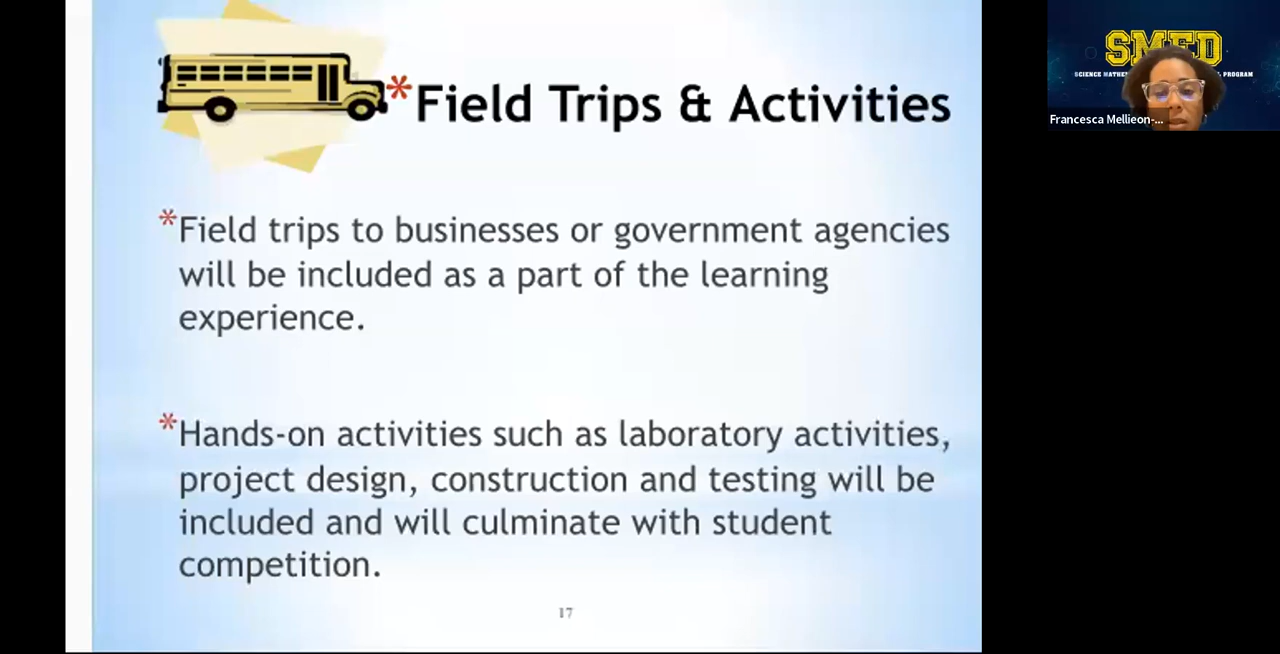 *Field Trips & Activities
*Field trips to businesses or government agencies
will be included as a part of the learning
experience.
*Hands-on activities such as laboratory activities,
project design, construction and testing will be
included and will culminate with student
competition.
17
SMED
SCIENCE PROGRAM
Francesca Mellieon-...